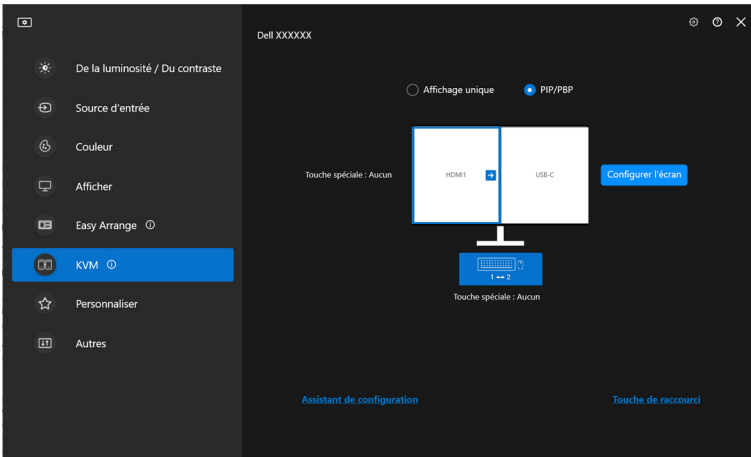 Dell XXXXXX
De la luminosité / Du contraste
Source d'entrée
Couleur
Afficher
Easy Arrange
KVM
Personnaliser
Autres
Affichage unique
PIP/PBP
Touche spéciale : Aucun
HDMI1
USB-C
Configurer l'écran
1 ↔ 2
Touche spéciale : Aucun
Assistant de configuration
Touche de raccourci